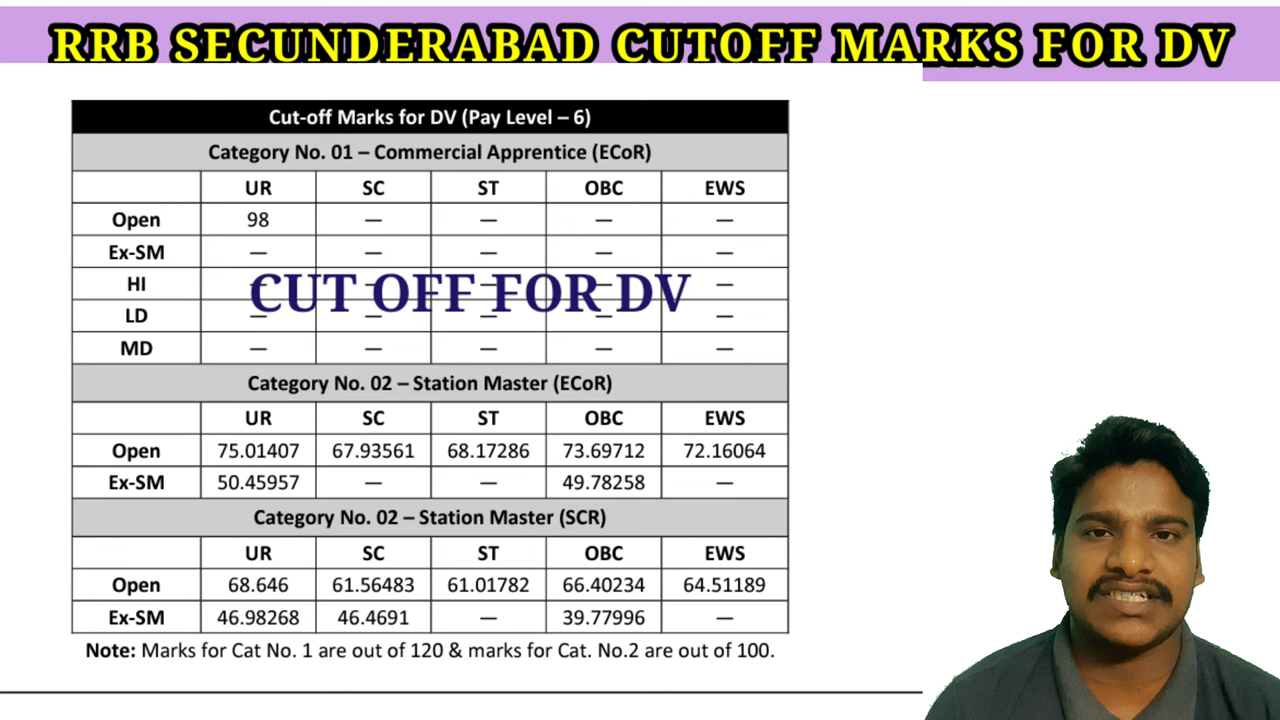 RRB SECUNDERABAD CUTOFF MARKS FOR DV
Cut-off Marks for DV (Pay Level – 6)
Category No. 01 – Commercial Apprentice (ECoR)
UR SC ST OBC EWS
Open 98 — — — —
Ex-SM — — — — —
HI — — — — —
CUT OFF FOR DV
LD — — — — —
MD — — — — —
Category No. 02 – Station Master (ECoR)
UR SC ST OBC EWS
Open 75.01407 67.93561 68.17286 73.69712 72.16064
Ex-SM 50.45957 — — 49.78258 —
Category No. 02 – Station Master (SCR)
UR SC ST OBC EWS
Open 68.646 61.56483 61.01782 66.40234 64.51189
Ex-SM 46.98268 46.4691 — 39.77996 —
Note: Marks for Cat No. 1 are out of 120 & marks for Cat. No.2 are out of 100.